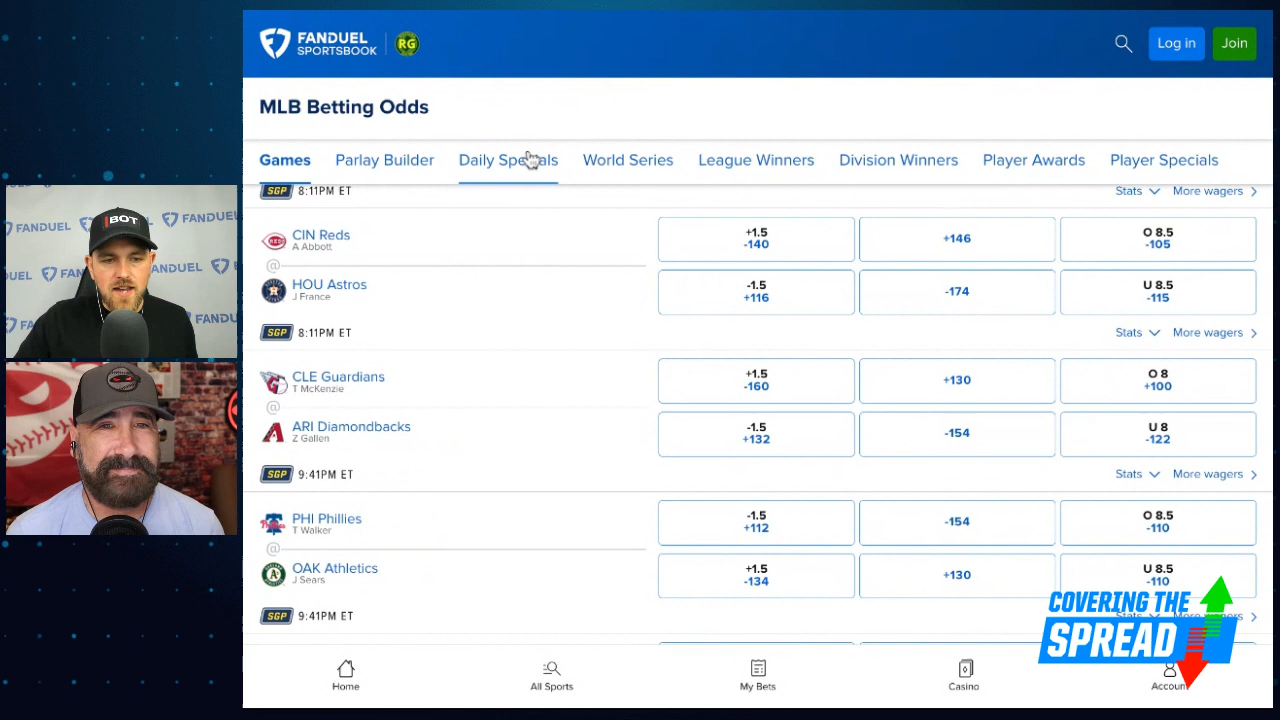 FANDUEL
SPORTSBOOK
RG
Log in
Join
MLB Betting Odds
Games
Parlay Builder
Daily Specials
World Series
League Winners
Division Winners
Player Awards
Player Specials
SGP 8:11PM ET
Stats
More wagers
CIN Reds
A Abbott
+1.5
-140
+146
O 8.5
-105
@
HOU Astros
J France
-1.5
+116
-174
U 8.5
-115
SGP 8:11PM ET
Stats
More wagers
CLE Guardians
T McKenzie
+1.5
-160
+130
O 8
+100
@
ARI Diamondbacks
Z Gallen
-1.5
+132
-154
U 8
-122
SGP 9:41PM ET
Stats
More wagers
PHI Phillies
T Walker
-1.5
+112
-154
O 8.5
-110
@
OAK Athletics
J Sears
+1.5
-134
+130
U 8.5
-110
SGP 9:41PM ET
Stats
More wagers
Home
All Sports
My Bets
Casino
Account
COVERING THE
SPREAD
BOT
FANDUEL
FANDUEL
FANDUEL